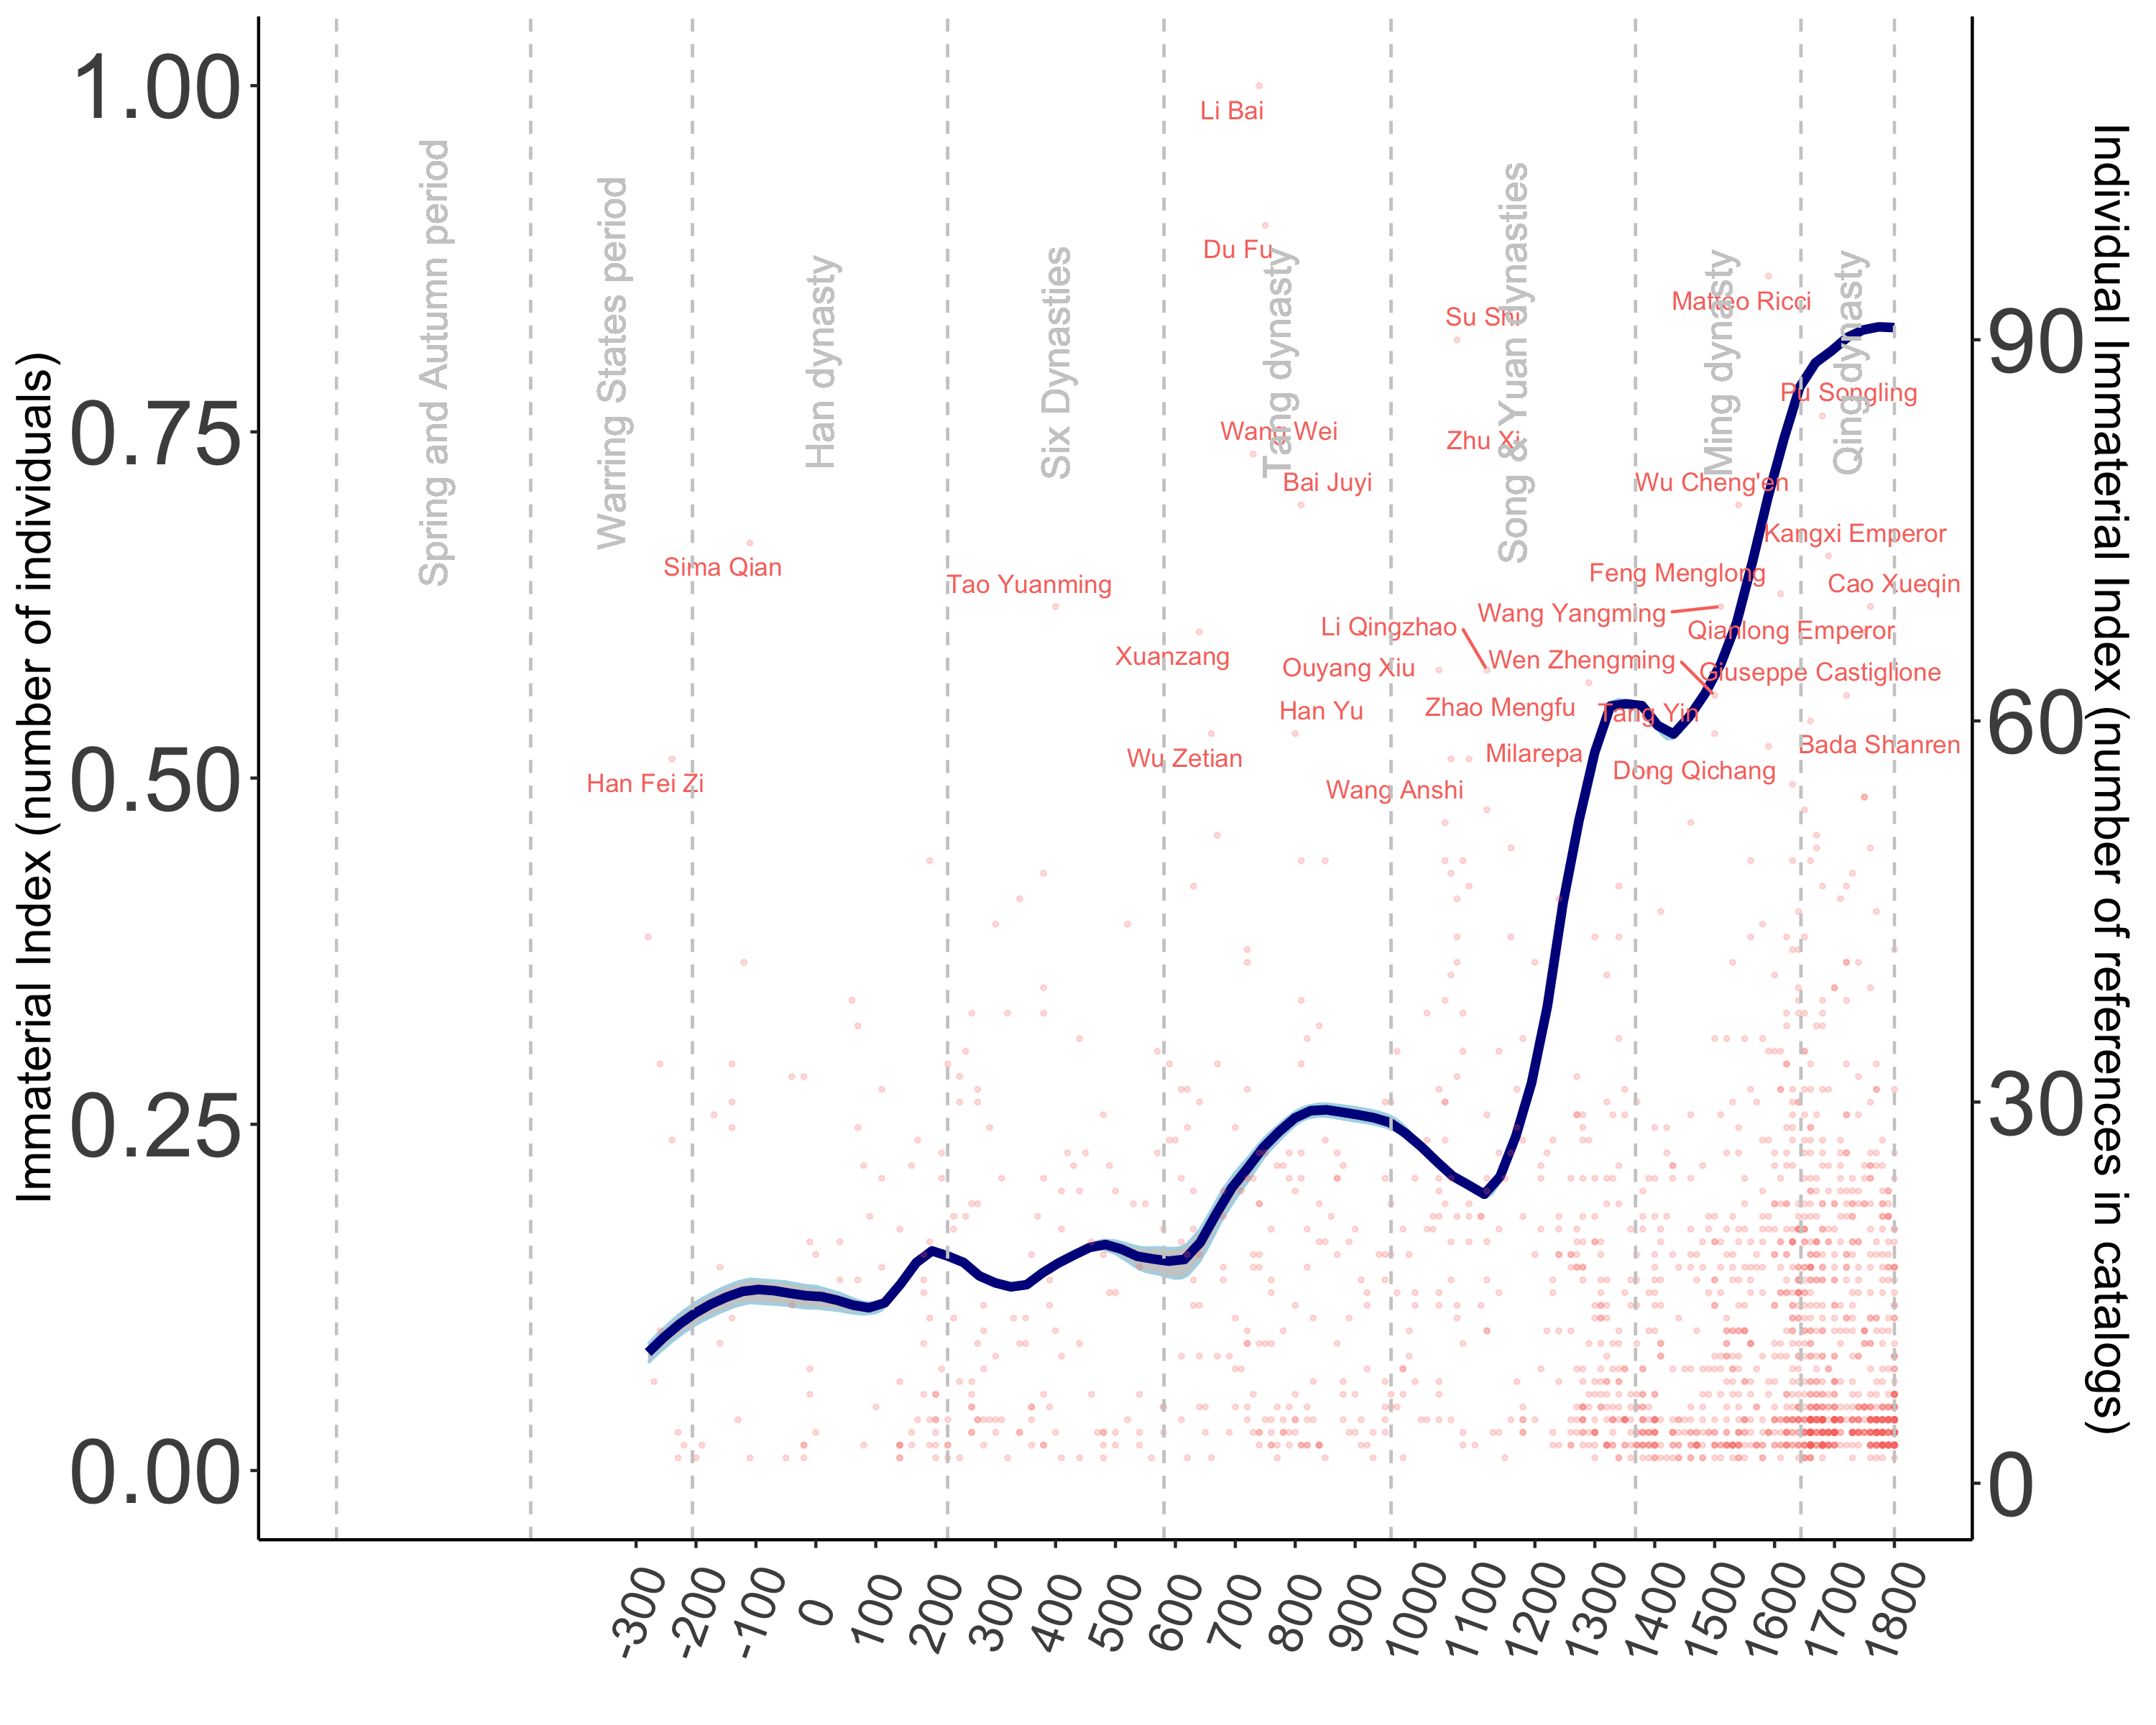 Immaterial Index (number of individuals)
1.00
0.75
0.50
0.25
0.00
Spring and Autumn period
Warring States period
Han dynasty
Six Dynasties
Tang dynasty
Song & Yuan dynasties
Ming dynasty
Qing dynasty
Li Bai
Du Fu
Su Shi
Matteo Ricci
Pu Songling
Wang Wei
Zhu Xi
Bai Juyi
Wu Cheng'en
Kangxi Emperor
Sima Qian
Feng Menglong
Tao Yuanming
Cao Xueqin
Wang Yangming
Li Qingzhao
Qianlong Emperor
Xuanzang
Ouyang Xiu
Wen Zhengming
Giuseppe Castiglione
Han Yu
Zhao Mengfu
Tang Yin
Wu Zetian
Milarepa
Bada Shanren
Han Fei Zi
Dong Qichang
Wang Anshi
90
60
30
0
Individual Immaterial Index (number of references in catalogs)
-300
-200
-100
0
100
200
300
400
500
600
700
800
900
1000
1100
1200
1300
1400
1500
1600
1700
1800